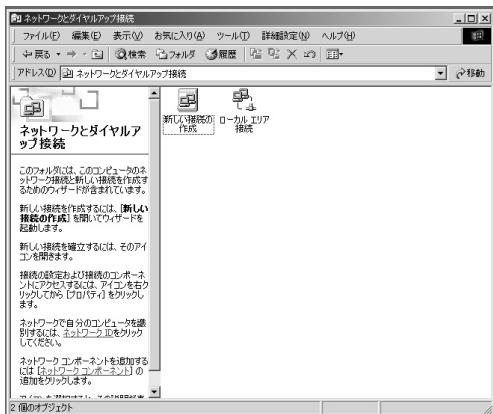 ネットワークとダイヤルアップ接続
ファイル(F) 編集(E) 表示(V) お気に入り(A) ツール(T) 詳細設定(N) ヘルプ(H)
戻る 検索 フォルダ 履歴
アドレス(D) ネットワークとダイヤルアップ接続 移動
ネットワークとダイヤルア
ップ接続
このフォルダには、このコンピュータのネ
ットワーク接続と新しい接続を作成す
るためのウィザードが含まれています。
新しい接続を作成するには、[新しい
接続の作成] を開いてウィザードを
起動します。
新しい接続を確立するには、そのアイ
コンを開きます。
接続の設定および接続のコンポーネ
ントにアクセスするには、アイコンを右ク
リックしてから [プロパティ] をクリックし
ます。
ネットワークで自分のコンピュータを識
別するには、ネットワーク IDをクリック
してください。
ネットワーク コンポーネントを追加する
には [ネットワーク コンポーネント] の
追加をクリックします。
新しい接続の
作成
ローカル エリア
接続
2 個のオブジェクト